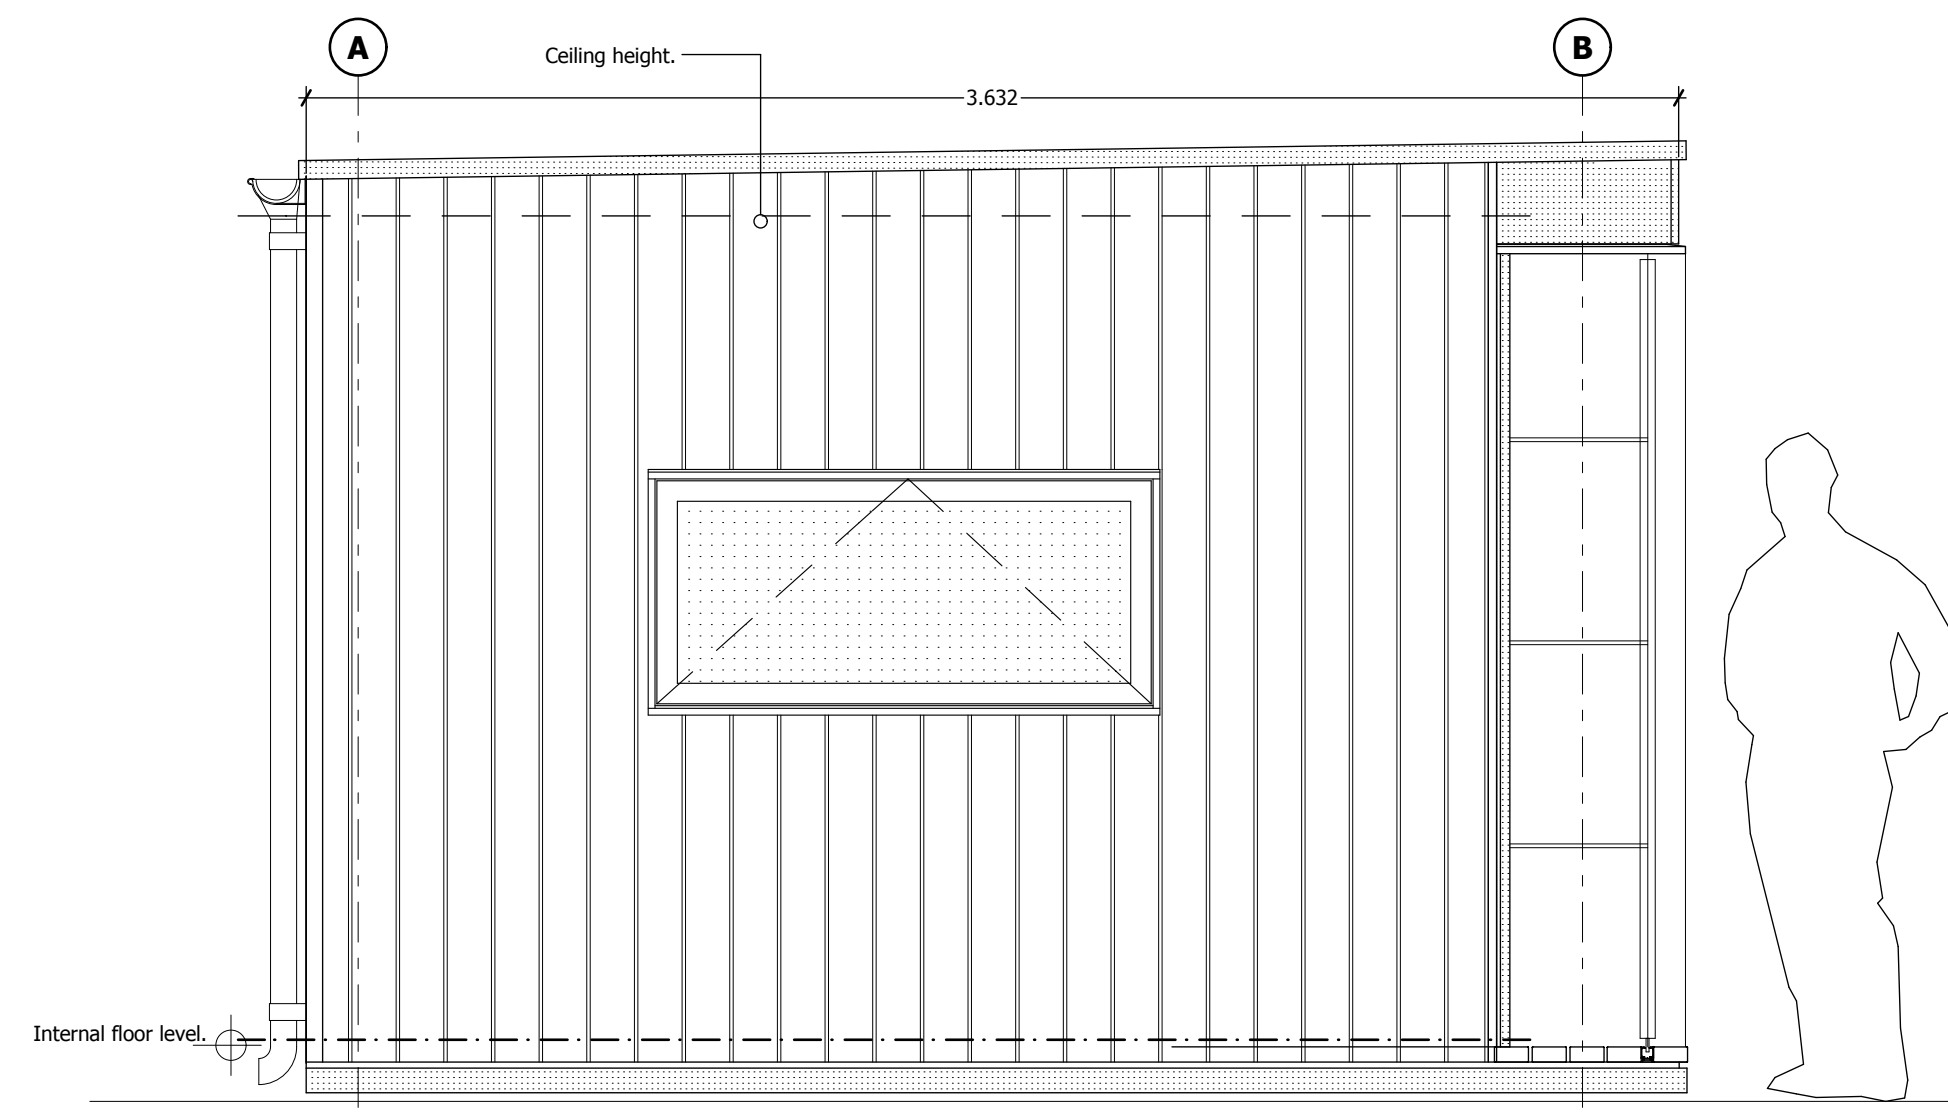 A
B
Ceiling height.
3.632
Internal floor level.